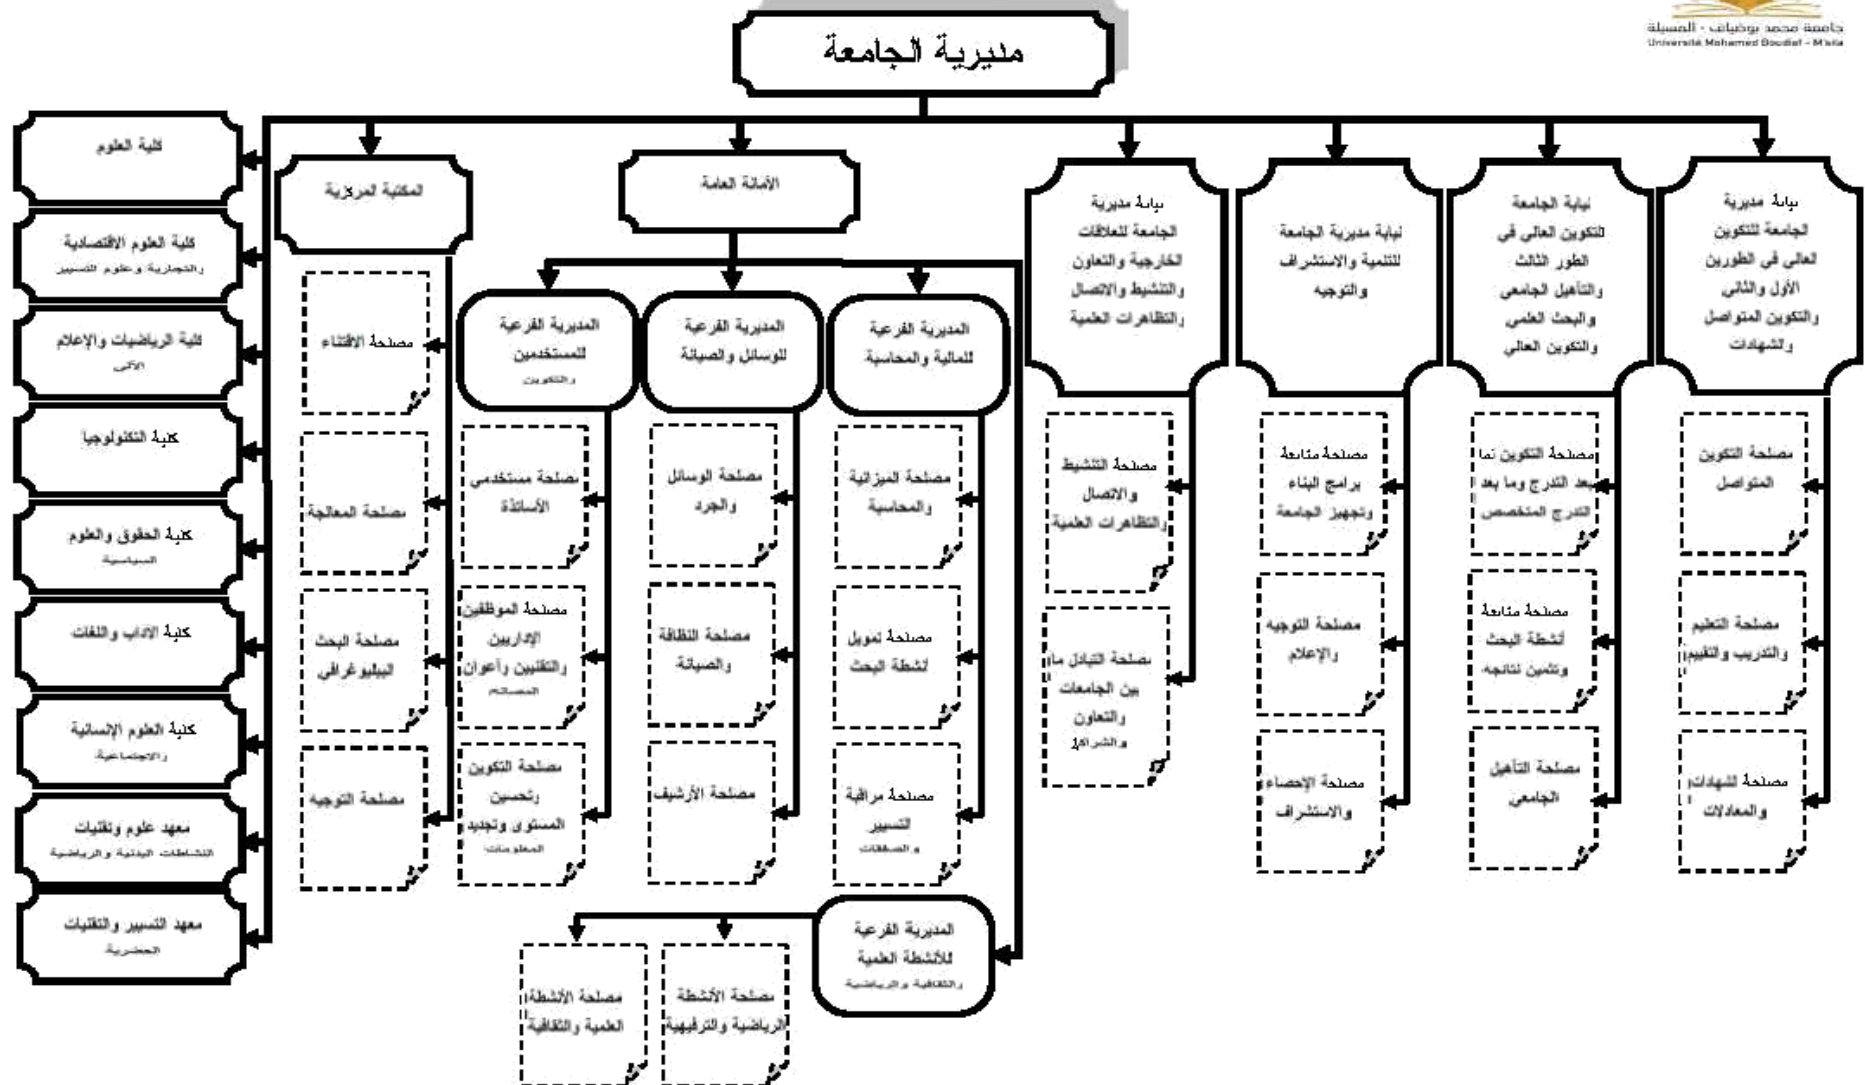 جامعة محمد بوضياف - المسيلة
Université Mohamed Boudiaf - M'sila
مديرية الجامعة
نيابة مديرية
الجامعة للتكوين
العالي في الطورين
الأول والثاني
والتكوين المتواصل
والشهادات
نيابة الجامعة
للتكوين العالي في
الطور الثالث
والتأهيل الجامعي
والبحث العلمي
والتكوين العالي
نيابة مديرية الجامعة
للتنمية والاستشراف
والتوجيه
نيابة مديرية
الجامعة للعلاقات
الخارجية والتعاون
والتنشيط والاتصال
والتظاهرات العلمية
الأمانة العامة
المكتبة المركزية
كلية العلوم
كلية العلوم الاقتصادية
والتجارية وعلوم التسيير
كلية الرياضيات والإعلام
الآلي
كلية التكنولوجيا
كلية الحقوق والعلوم
السياسية
كلية الآداب واللغات
كلية العلوم الإنسانية
والاجتماعية
معهد علوم وتقنيات
النشاطات البدنية والرياضية
معهد التسيير والتقنيات
الحضرية
مصلحة التكوين
المتواصل
مصلحة التعليم
والتدريب والتقييم
مصلحة الشهادات
والمعادلات
مصلحة التكوين لما
بعد التدرج وما بعد
التدرج المتخصص
مصلحة متابعة
أنشطة البحث
وتثمين نتائجه
مصلحة التأهيل
الجامعي
مصلحة متابعة
برامج البناء
وتجهيز الجامعة
مصلحة التوجيه
والإعلام
مصلحة الإحصاء
والاستشراف
مصلحة التنشيط
والاتصال
والتظاهرات العلمية
مصلحة التبادل ما
بين الجامعات
والتعاون
والشراكة
المديرية الفرعية
للمالية والمحاسبة
مصلحة الميزانية
والمحاسبة
مصلحة تمويل
أنشطة البحث
مصلحة مراقبة
التسيير
والصفقات
المديرية الفرعية
للوسائل والصيانة
مصلحة الوسائل
والجرد
مصلحة النظافة
والصيانة
مصلحة الأرشيف
المديرية الفرعية
للمستخدمين
والتكوين
مصلحة مستخدمي
الأساتذة
مصلحة الموظفين
الإداريين
والتقنيين وأعوان
المصالح
مصلحة التكوين
وتحسين
المستوى وتجديد
المعلومات
مصلحة الاقتناء
مصلحة المعالجة
مصلحة البحث
البيليوغرافي
مصلحة التوجيه
المديرية الفرعية
للأنشطة العلمية
والثقافية والرياضية
مصلحة الأنشطة
الرياضية والترفيهية
مصلحة الأنشطة
العلمية والثقافية